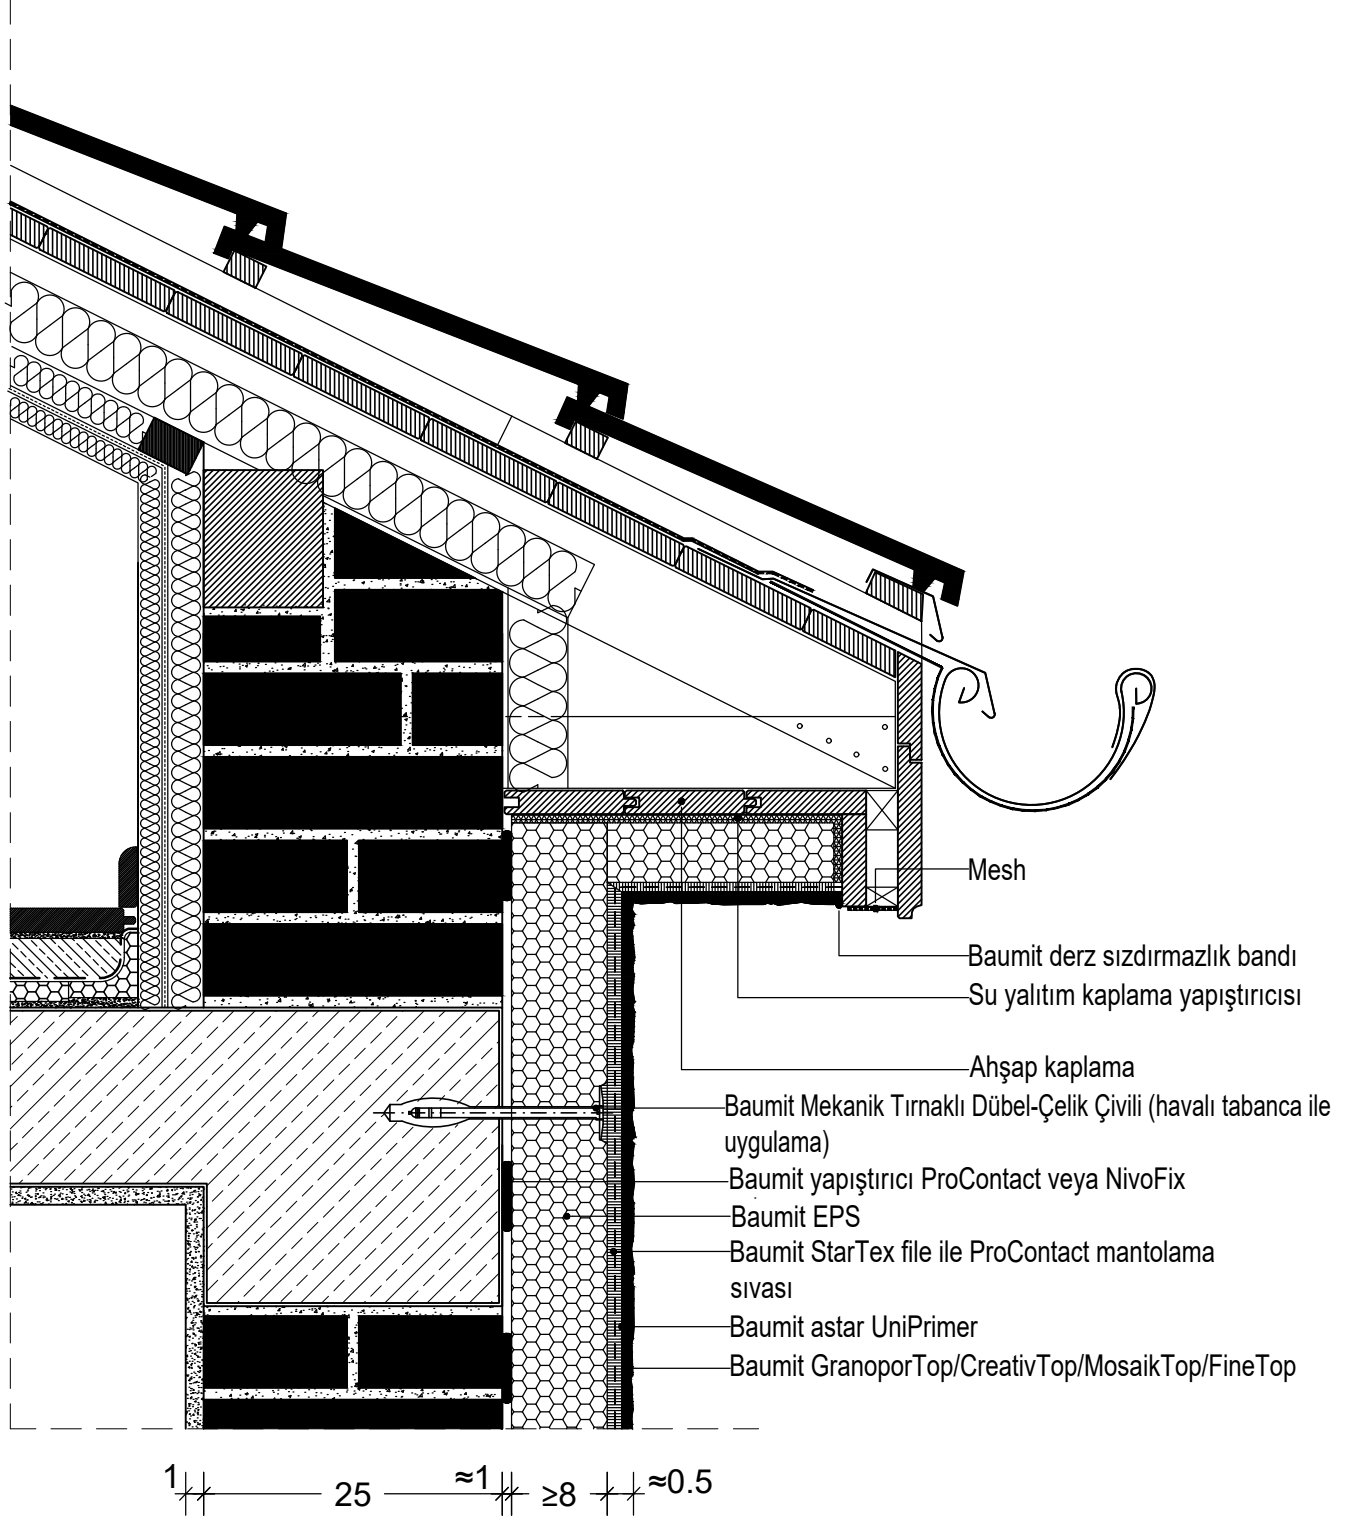 Mesh
Baumit derz sızdırmazlık bandı
Su yalıtım kaplama yapıştırıcısı
Ahşap kaplama
Baumit Mekanik Tırnaklı Dübel-Çelik Çivili (havalı tabanca ile
uygulama)
Baumit yapıştırıcı ProContact veya NivoFix
Baumit EPS
Baumit StarTex file ile ProContact mantolama
sıvası
Baumit astar UniPrimer
Baumit GranoporTop/CreativTop/MosaikTop/FineTop
1 25 ≈1 ≥8 ≈0.5